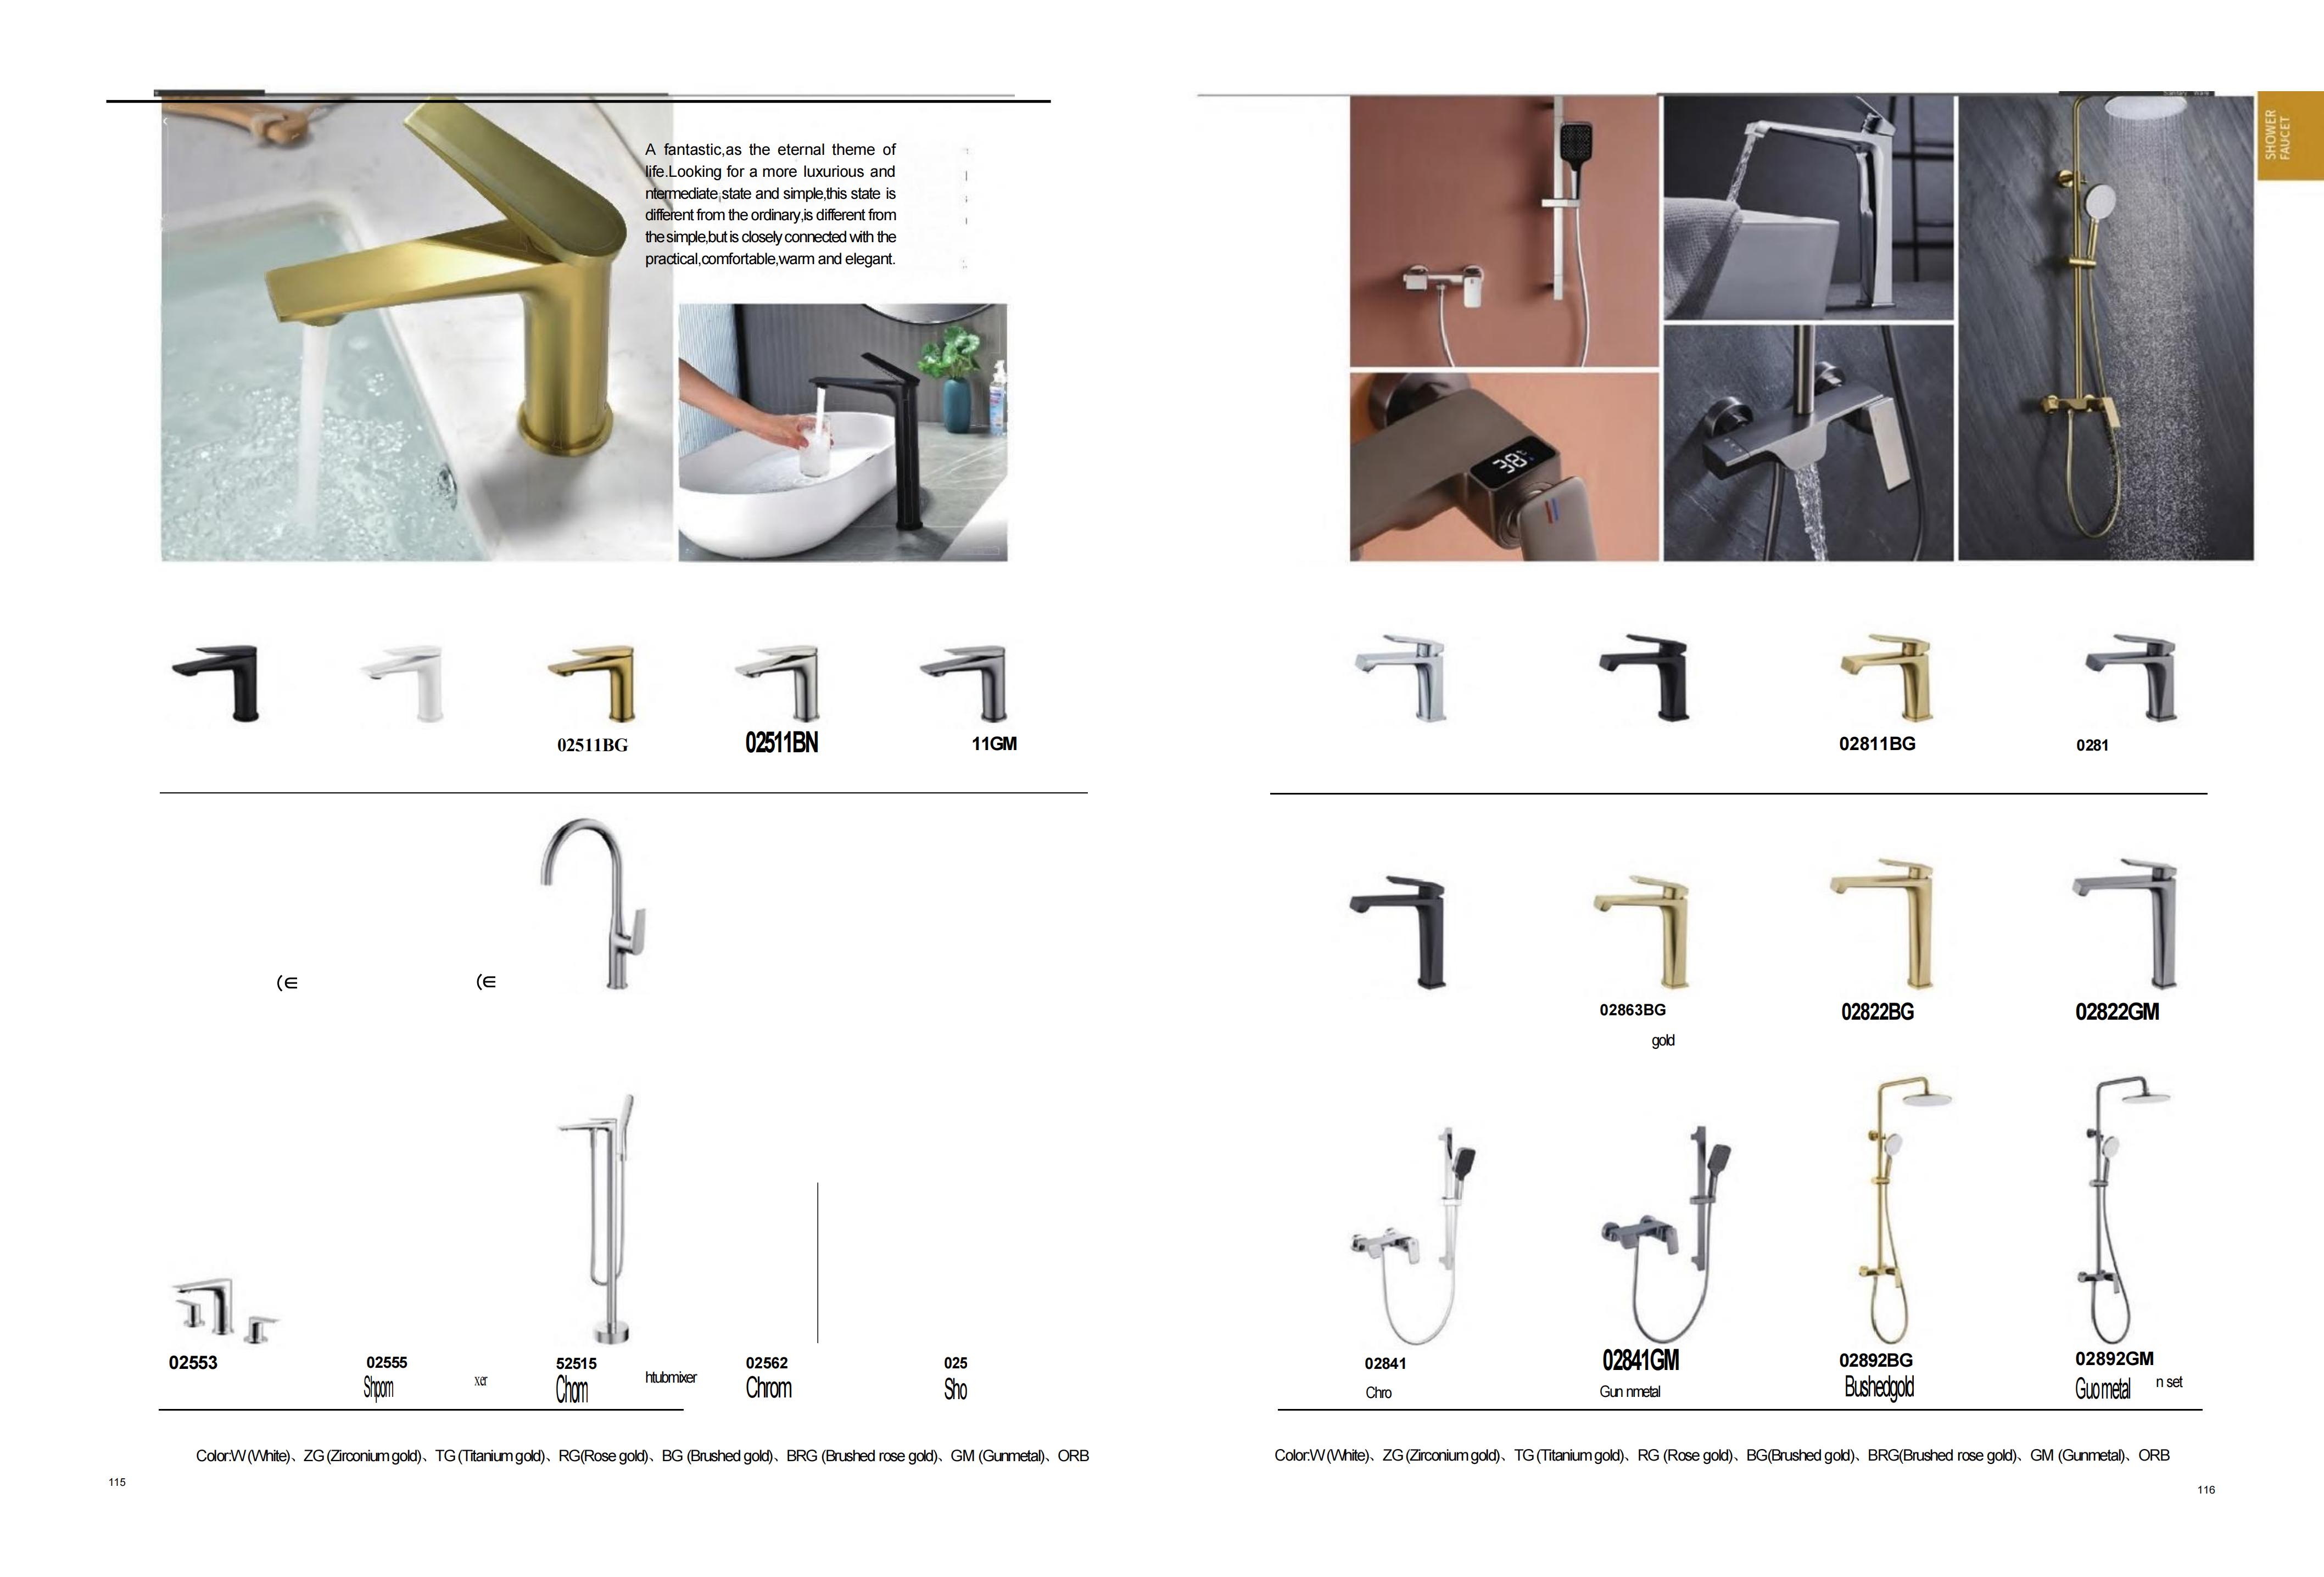 A fantastic,as the eternal theme of
life.Looking for a more luxurious and
ntermediate,state and simple,this state is
different from the ordinary,is different from
the simple,but is closely connected with the
practical,comfortable,warm and elegant.
02511BG
02511BN
11GM
02553
02555
52515
02562
025
Shpom
xer
Chom
htubmixer
Chrom
Sho
Color:W (White)、ZG (Zirconium gold)、TG (Titanium gold)、RG(Rose gold)、BG (Brushed gold)、BRG (Brushed rose gold)、GM (Gunmetal)、ORB
115
SHOWER
FAUCET
38
02811BG
0281
02863BG
02822BG
02822GM
gold
02841
02841GM
02892BG
02892GM
Chro
Gun nmetal
Bushedgold
Guo metal
n set
Color:W (White)、ZG (Zirconium gold)、TG (Titanium gold)、RG (Rose gold)、BG(Brushed gold)、BRG(Brushed rose gold)、GM (Gunmetal)、ORB
116